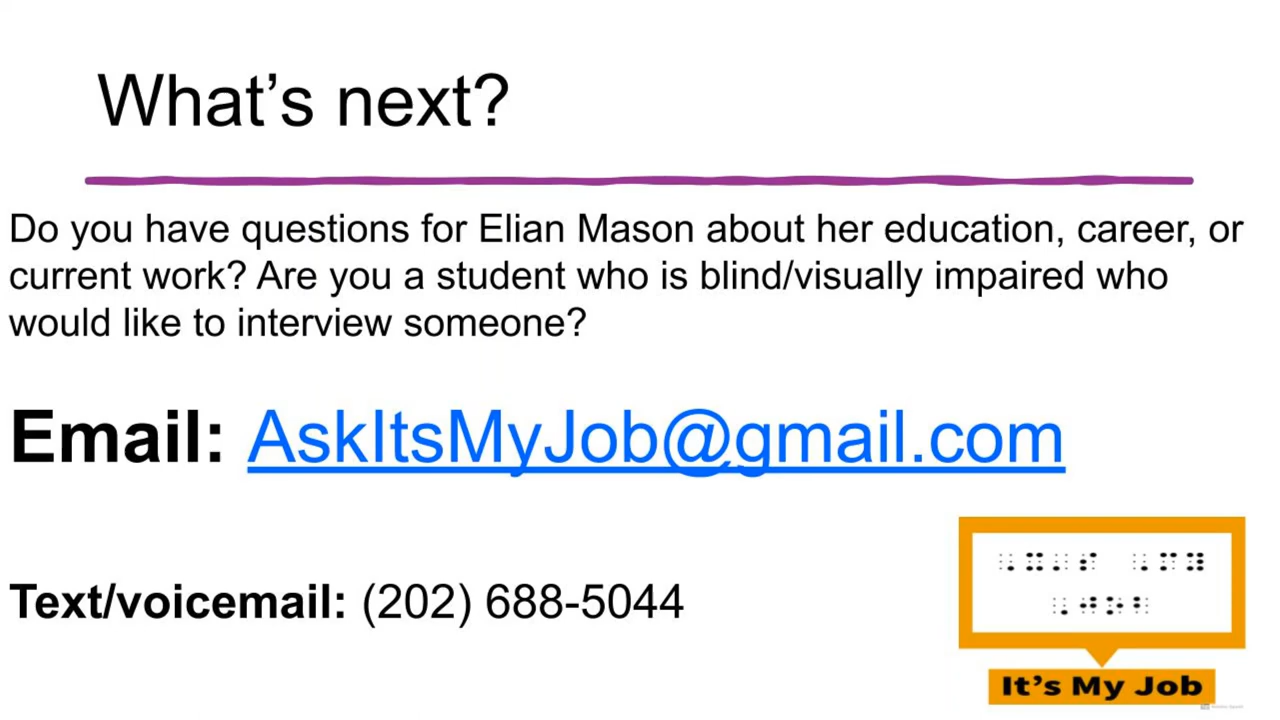 What’s next?
Do you have questions for Elian Mason about her education, career, or
current work? Are you a student who is blind/visually impaired who
would like to interview someone?
Email: AskItsMyJob@gmail.com
Text/voicemail: (202) 688-5044
It’s My Job